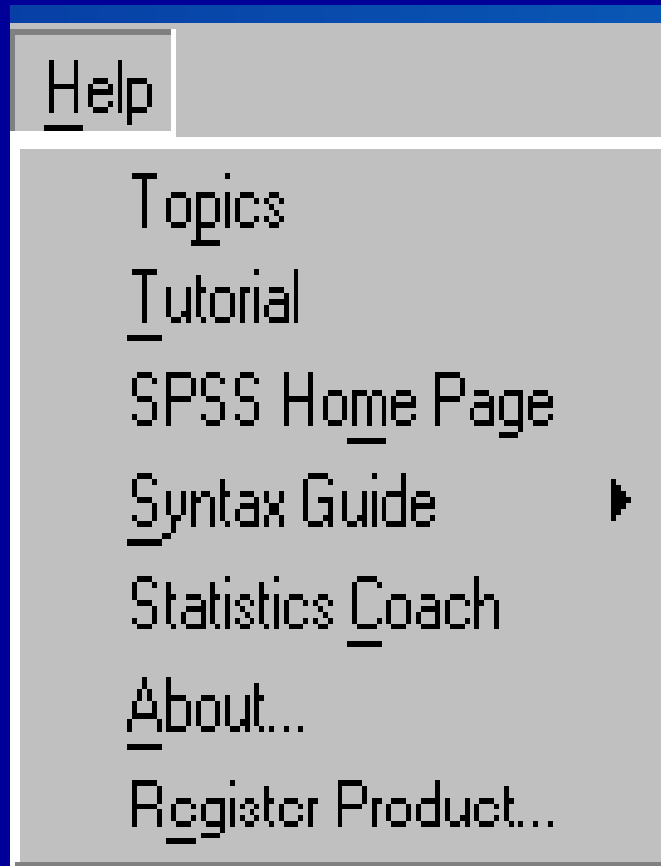 Help
Topics
Tutorial
SPSS Home Page
Syntax Guide
Statistics Coach
About...
Register Product...